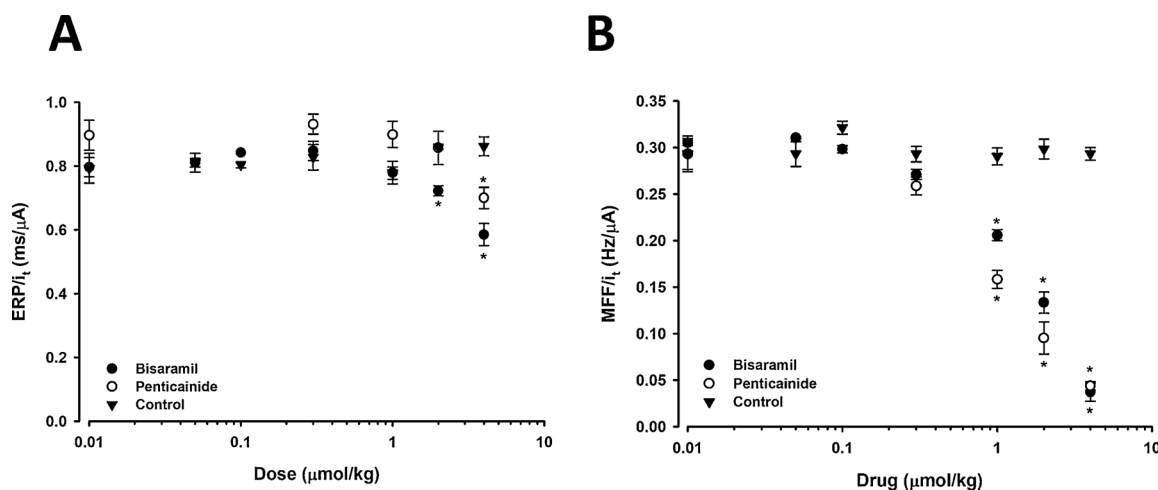 A
1.0
0.8
0.6
0.4
0.2
0.0
ERP/it (ms/μA)
Bisaramil
Penticainide
Control
*
*
*
0.01
0.1
1
10
Dose (μmol/kg)
B
0.35
0.30
0.25
0.20
0.15
0.10
0.05
0.00
MFF/it (Hz/μA)
Bisaramil
Penticainide
Control
*
*
*
*
*
*
0.01
0.1
1
10
Drug (μmol/kg)